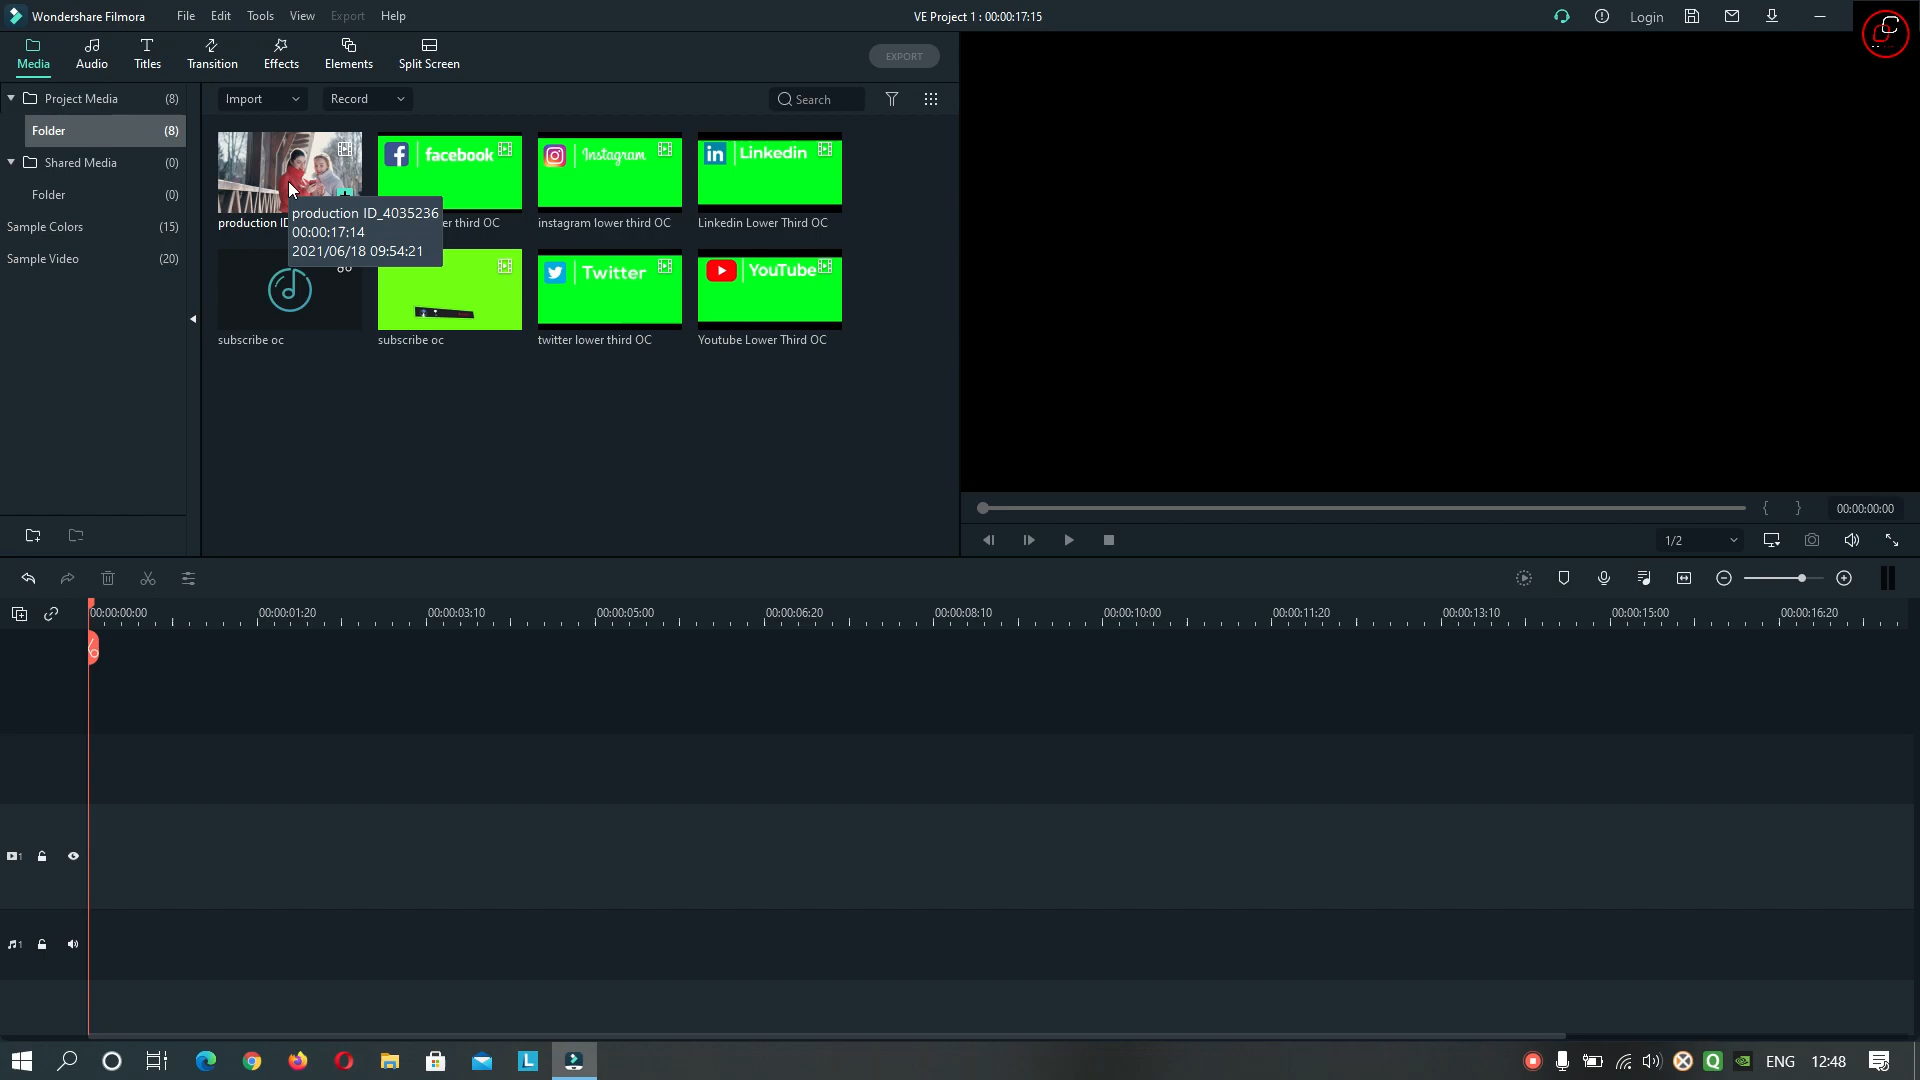 Wondershare Filmora File Edit Tools View Export Help VE Project 1 : 00:00:17:15 Login
Media Audio Titles Transition Effects Elements Split Screen EXPORT
Project Media (8) Import Record Search
Folder (8)
Shared Media (0)
Folder (0)
Sample Colors (15)
Sample Video (20)
facebook Instagram in Linkedin
production ID er third OC instagram lower third OC Linkedin Lower Third OC
production ID_4035236
00:00:17:14
2021/06/18 09:54:21
Twitter YouTube
subscribe oc subscribe oc twitter lower third OC Youtube Lower Third OC
{ } 00:00:00:00
1/2
00:00:00:00 00:00:01:20 00:00:03:10 00:00:05:00 00:00:06:20 00:00:08:10 00:00:10:00 00:00:11:20 00:00:13:10 00:00:15:00 00:00:16:20
1
1
L Q ENG 12:48